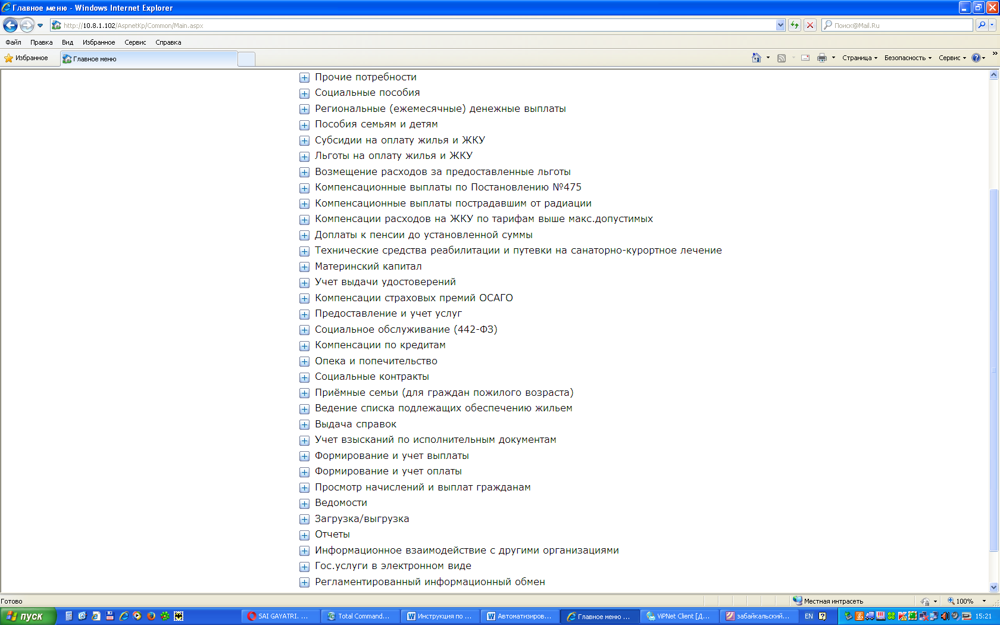 Главное меню - Windows Internet Explorer
http://10.8.1.102/AspnetKp/Common/Main.aspx
Поиск@Mail.Ru
Файл Правка Вид Избранное Сервис Справка
Избранное
Главное меню
Страница Безопасность Сервис
Прочие потребности
Социальные пособия
Региональные (ежемесячные) денежные выплаты
Пособия семьям и детям
Субсидии на оплату жилья и ЖКУ
Льготы на оплату жилья и ЖКУ
Возмещение расходов за предоставленные льготы
Компенсационные выплаты по Постановлению №475
Компенсационные выплаты пострадавшим от радиации
Компенсации расходов на ЖКУ по тарифам выше макс.допустимых
Доплаты к пенсии до установленной суммы
Технические средства реабилитации и путевки на санаторно-курортное лечение
Материнский капитал
Учет выдачи удостоверений
Компенсации страховых премий ОСАГО
Предоставление и учет услуг
Социальное обслуживание (442-ФЗ)
Компенсации по кредитам
Опека и попечительство
Социальные контракты
Приёмные семьи (для граждан пожилого возраста)
Ведение списка подлежащих обеспечению жильем
Выдача справок
Учет взысканий по исполнительным документам
Формирование и учет выплаты
Формирование и учет оплаты
Просмотр начислений и выплат гражданам
Ведомости
Загрузка/выгрузка
Отчеты
Информационное взаимодействие с другими организациями
Гос.услуги в электронном виде
Регламентированный информационный обмен
Готово
Местная интрасеть
100%
пуск
SAI GAYATRI. ...
Total Command...
Инструкция по ...
Автоматизиров...
Главное меню ...
ViPNet Client [Д...
забайкальский...
EN
15:21